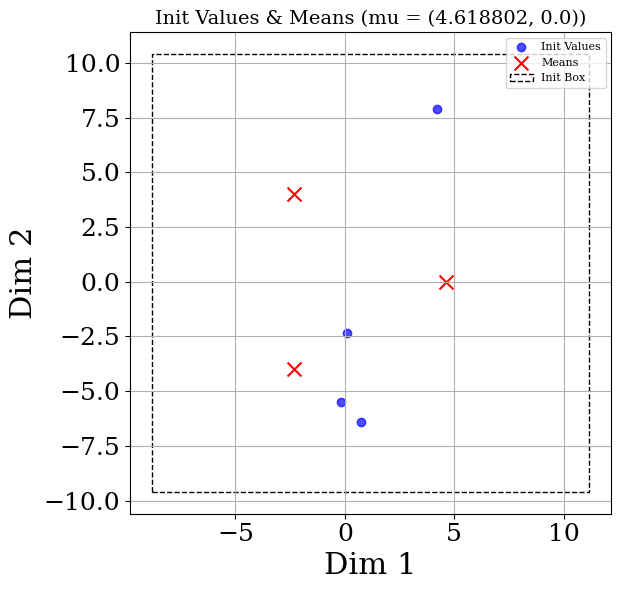 Init Values & Means (mu = (4.618802, 0.0))
Init Values
Means
Init Box
10.0
7.5
5.0
2.5
0.0
−2.5
−5.0
−7.5
−10.0
Dim 2
−5
0
5
10
Dim 1